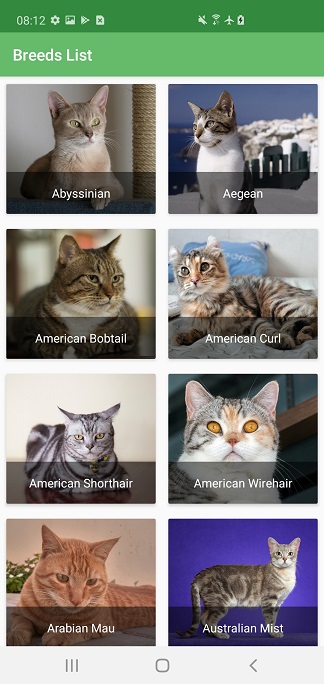 08:12
Breeds List
Abyssinian
Aegean
American Bobtail
American Curl
American Shorthair
American Wirehair
Arabian Mau
Australian Mist